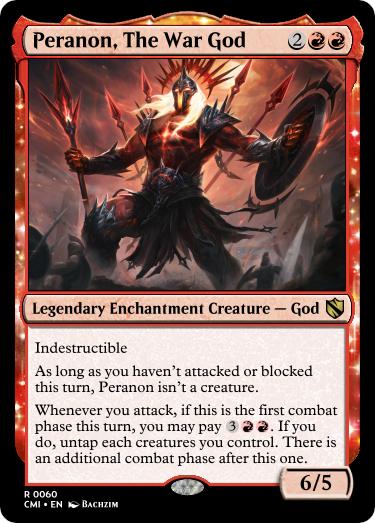 Peranon, The War God 2
Indestructible
As long as you haven't attacked or blocked
this turn, Peranon isn't a creature.
Whenever you attack, if this is the first combat
phase this turn, you may pay 3. If you
do, untap each creatures you control. There is
an additional combat phase after this one.
Legendary Enchantment Creature — God
6/5
R 0060
CMI • EN Bachzim